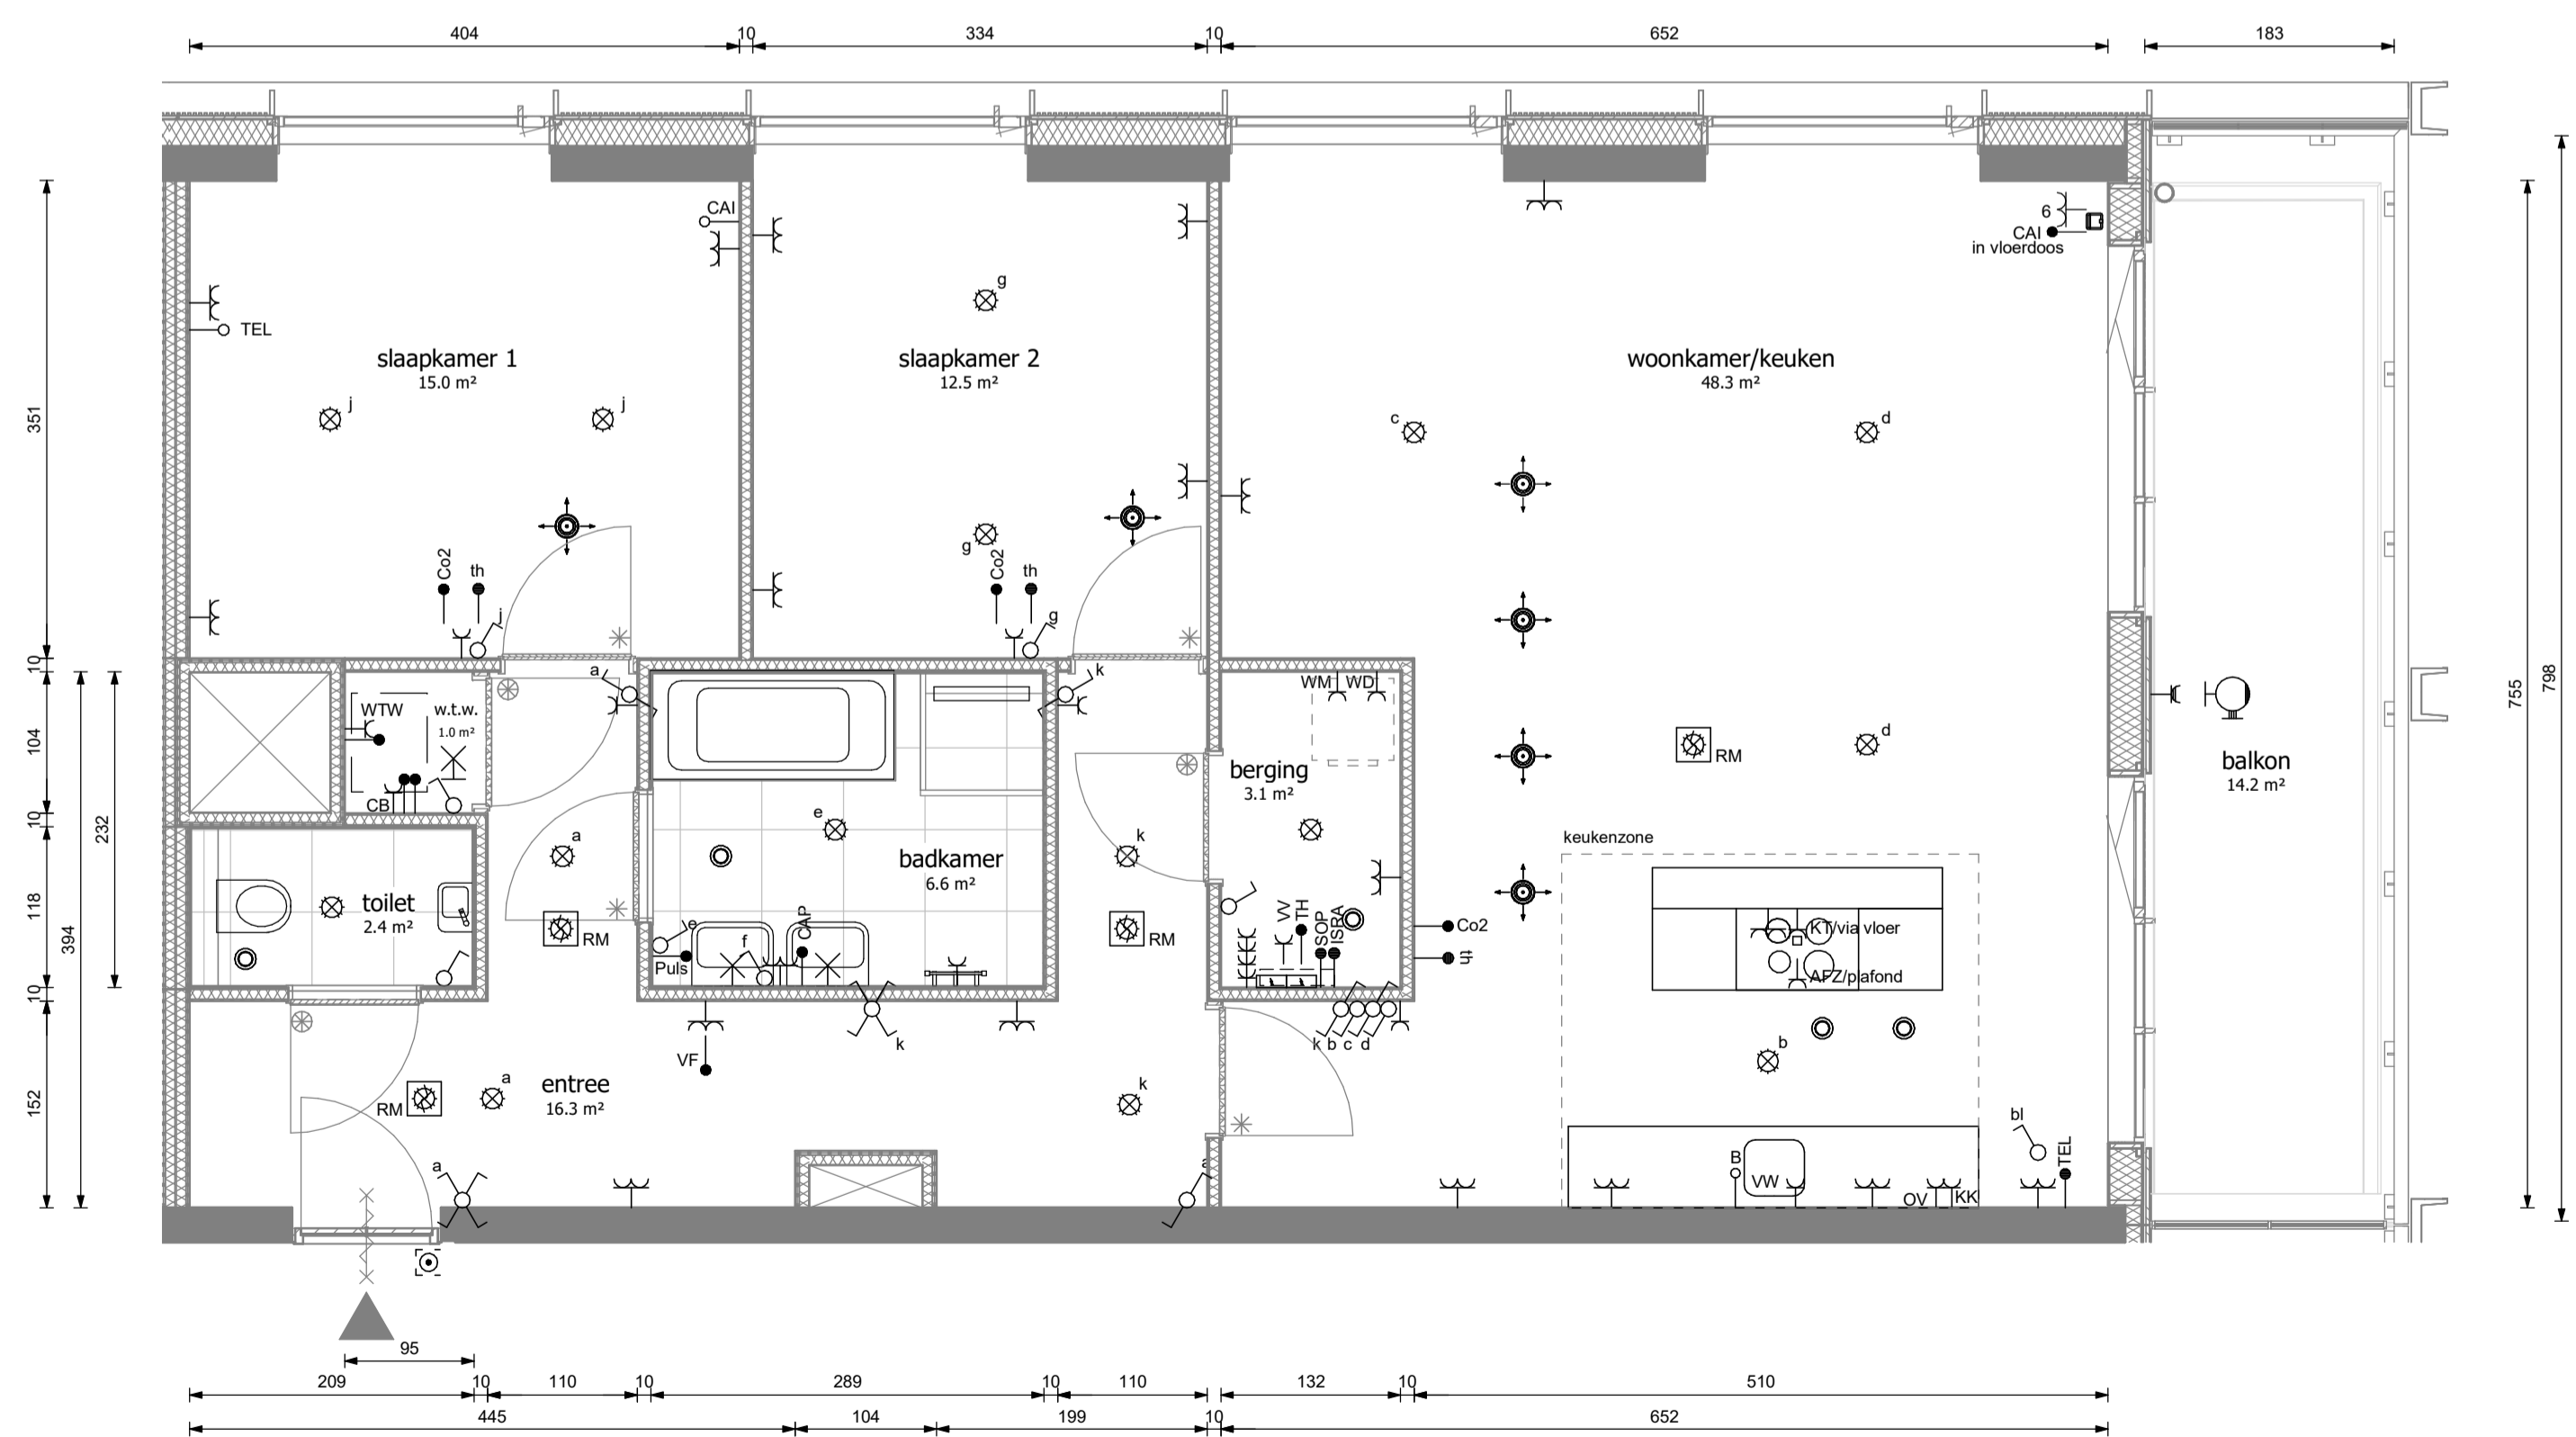 404
10
334
10
652
183
CAI
6
CAI
in vloerdoos
g
TEL
slaapkamer 1
15.0 m²
slaapkamer 2
12.5 m²
woonkamer/keuken
48.3 m²
j
j
c
d
351
g
Co2
th
Co2
th
j
g
10
a
k
WM
WD
WTW
w.t.w.
1.0 m²
104
232
755
798
RM
d
berging
3.1 m²
balkon
14.2 m²
CB
10
e
a
k
keukenzone
badkamer
6.6 m²
toilet
2.4 m²
118
394
RM
e
f
CAP
Puls
RM
VV
TH
SOP
ISRA
Co2
th
KT/via vloer
AFZ/plafond
10
k
k
b
c
d
b
VF
152
RM
a
entree
16.3 m²
k
bl
TEL
a
a
B
VW
OV
KK
95
209
10
110
10
289
10
110
132
10
510
445
104
199
10
652